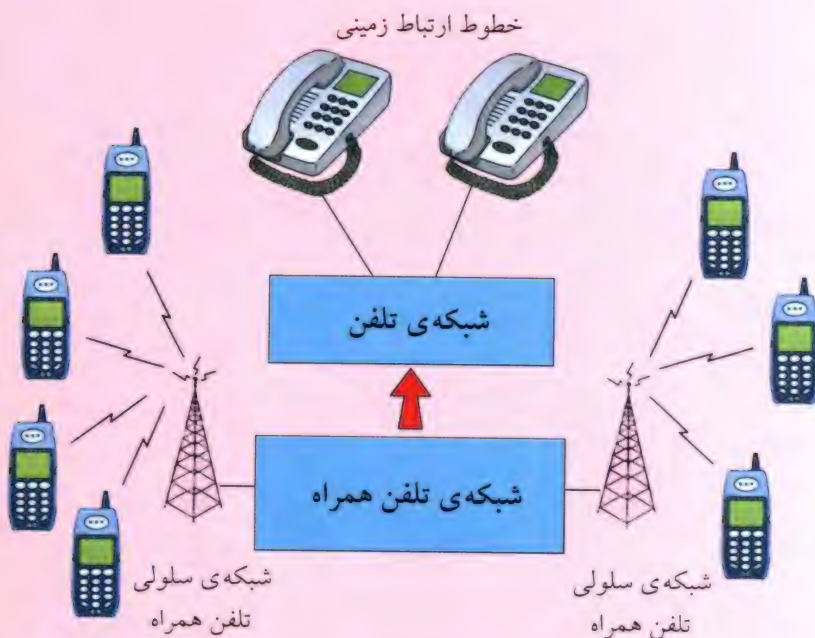 خطوط ارتباط زمینی
شبکه‌ی تلفن
شبکه‌ی تلفن همراه
شبکه‌ی سلولی
تلفن همراه
شبکه‌ی سلولی
تلفن همراه